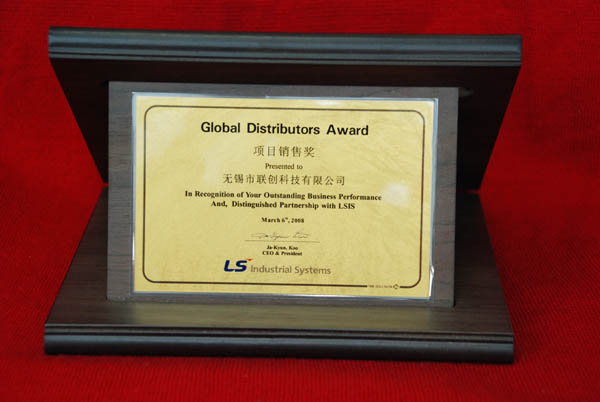 Global Distributors Award
项目销售奖
Presented to
无锡市联创科技有限公司
In Recognition of Your Outstanding Business Performance
And, Distinguished Partnership with LSIS
March 6th, 2008
Ja-Kyun, Koo
CEO & President
LS Industrial Systems